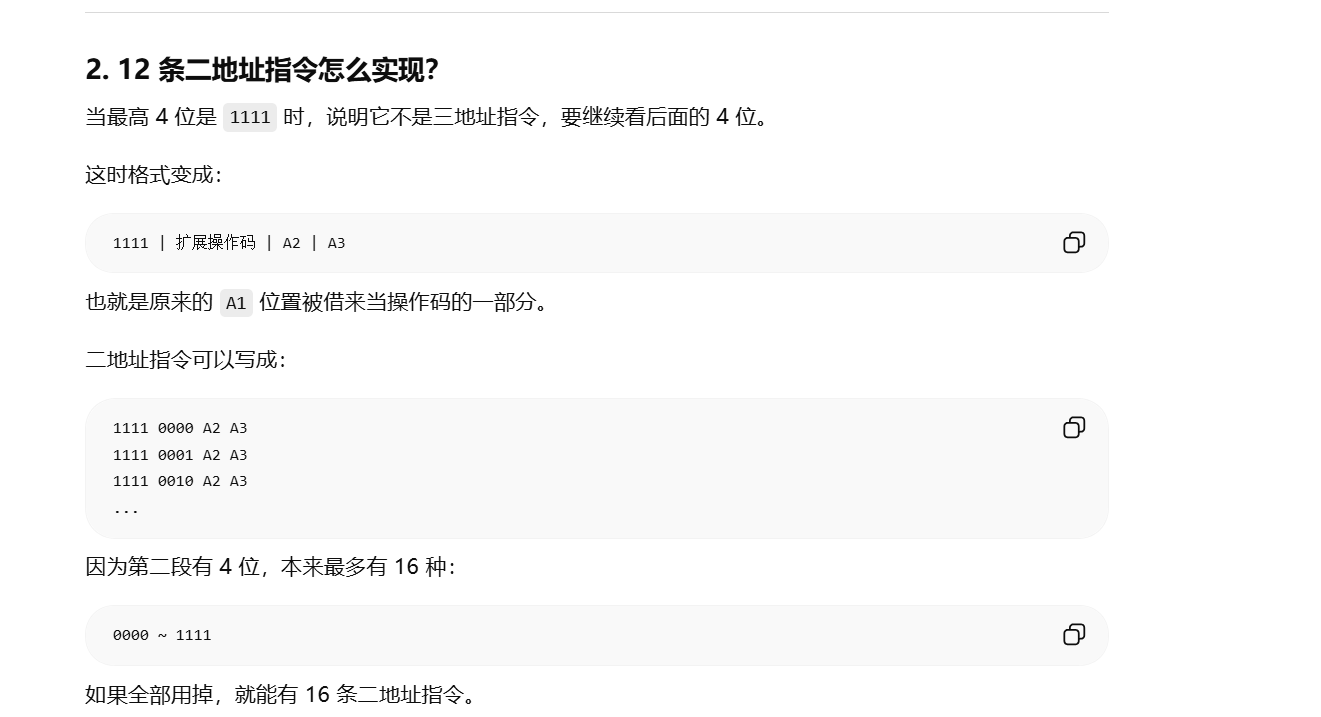 2. 12 条二地址指令怎么实现？
当最高 4 位是 1111 时，说明它不是三地址指令，要继续看后面的 4 位。
这时格式变成：
1111 | 扩展操作码 | A2 | A3
也就是原来的 A1 位置被借来当操作码的一部分。
二地址指令可以写成：
1111 0000 A2 A3
1111 0001 A2 A3
1111 0010 A2 A3
...
因为第二段有 4 位，本来最多有 16 种：
0000 ~ 1111
如果全部用掉，就能有 16 条二地址指令。